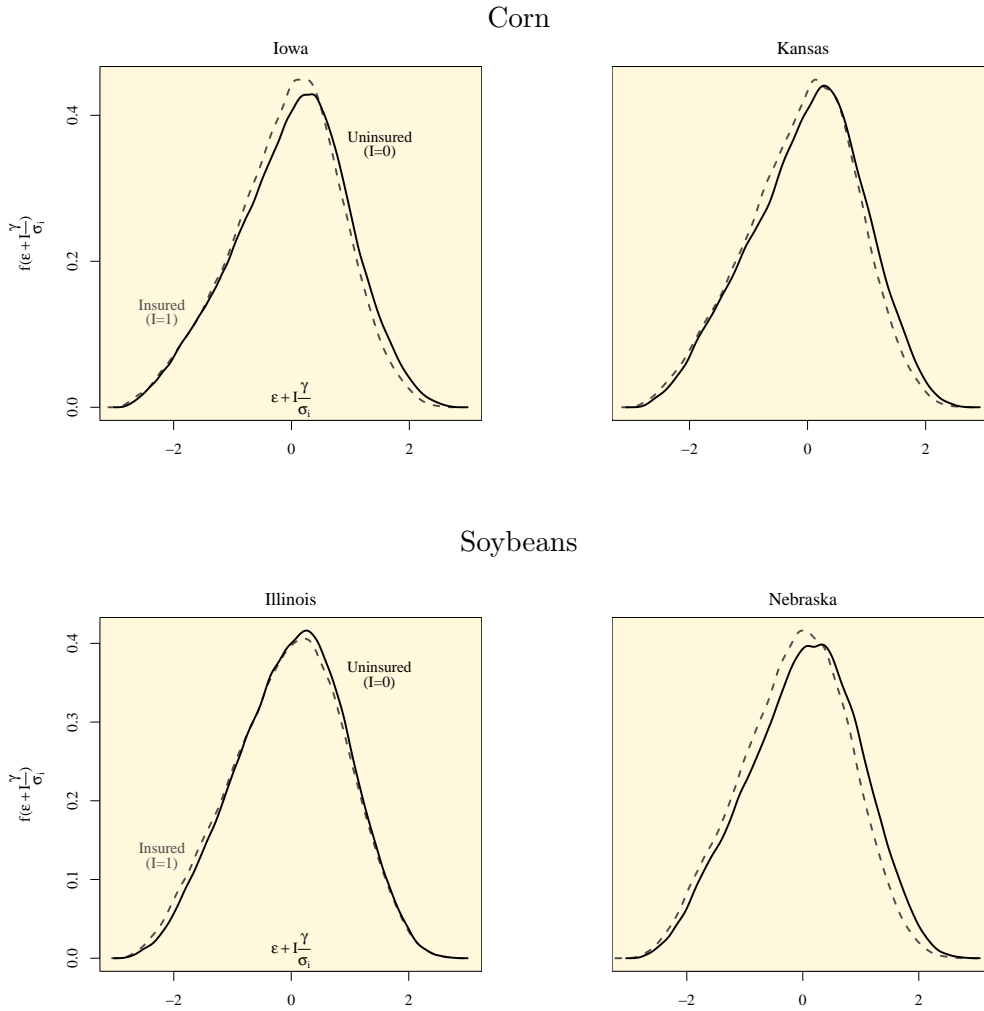 Corn
Iowa
Kansas
f(ε+I γ/σi)
0.0
0.2
0.4
Uninsured
(I=0)
Insured
(I=1)
ε+I γ/σi
−2
0
2
−2
0
2
Soybeans
Illinois
Nebraska
f(ε+I γ/σi)
0.0
0.1
0.2
0.3
0.4
Uninsured
(I=0)
Insured
(I=1)
ε+I γ/σi
−2
0
2
−2
0
2